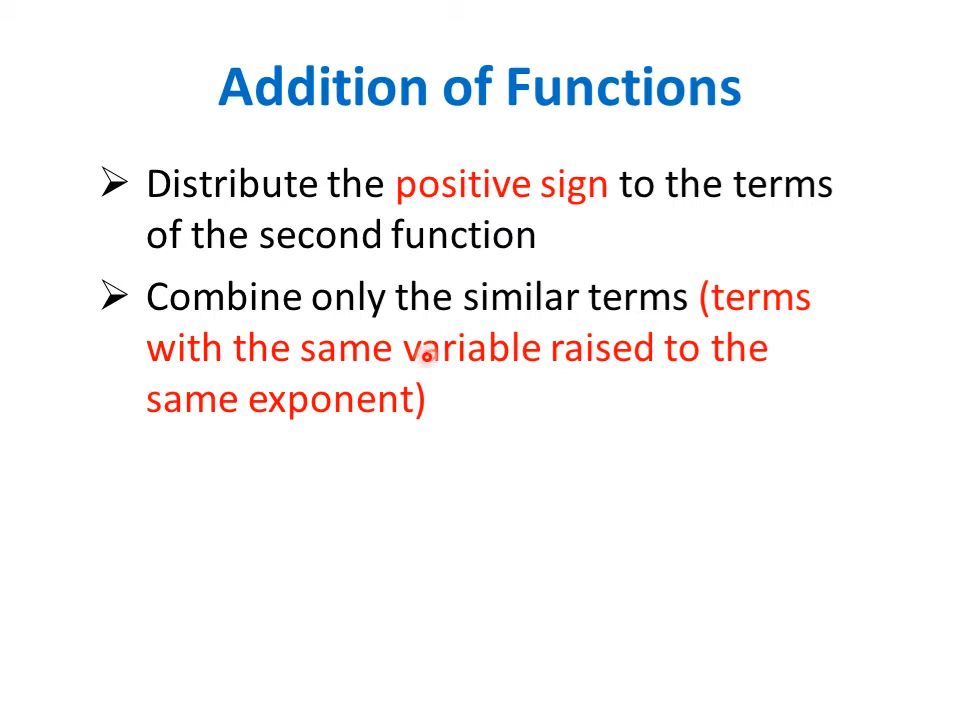 Addition of Functions
➢ Distribute the positive sign to the terms
of the second function
➢ Combine only the similar terms (terms
with the same variable raised to the
same exponent)